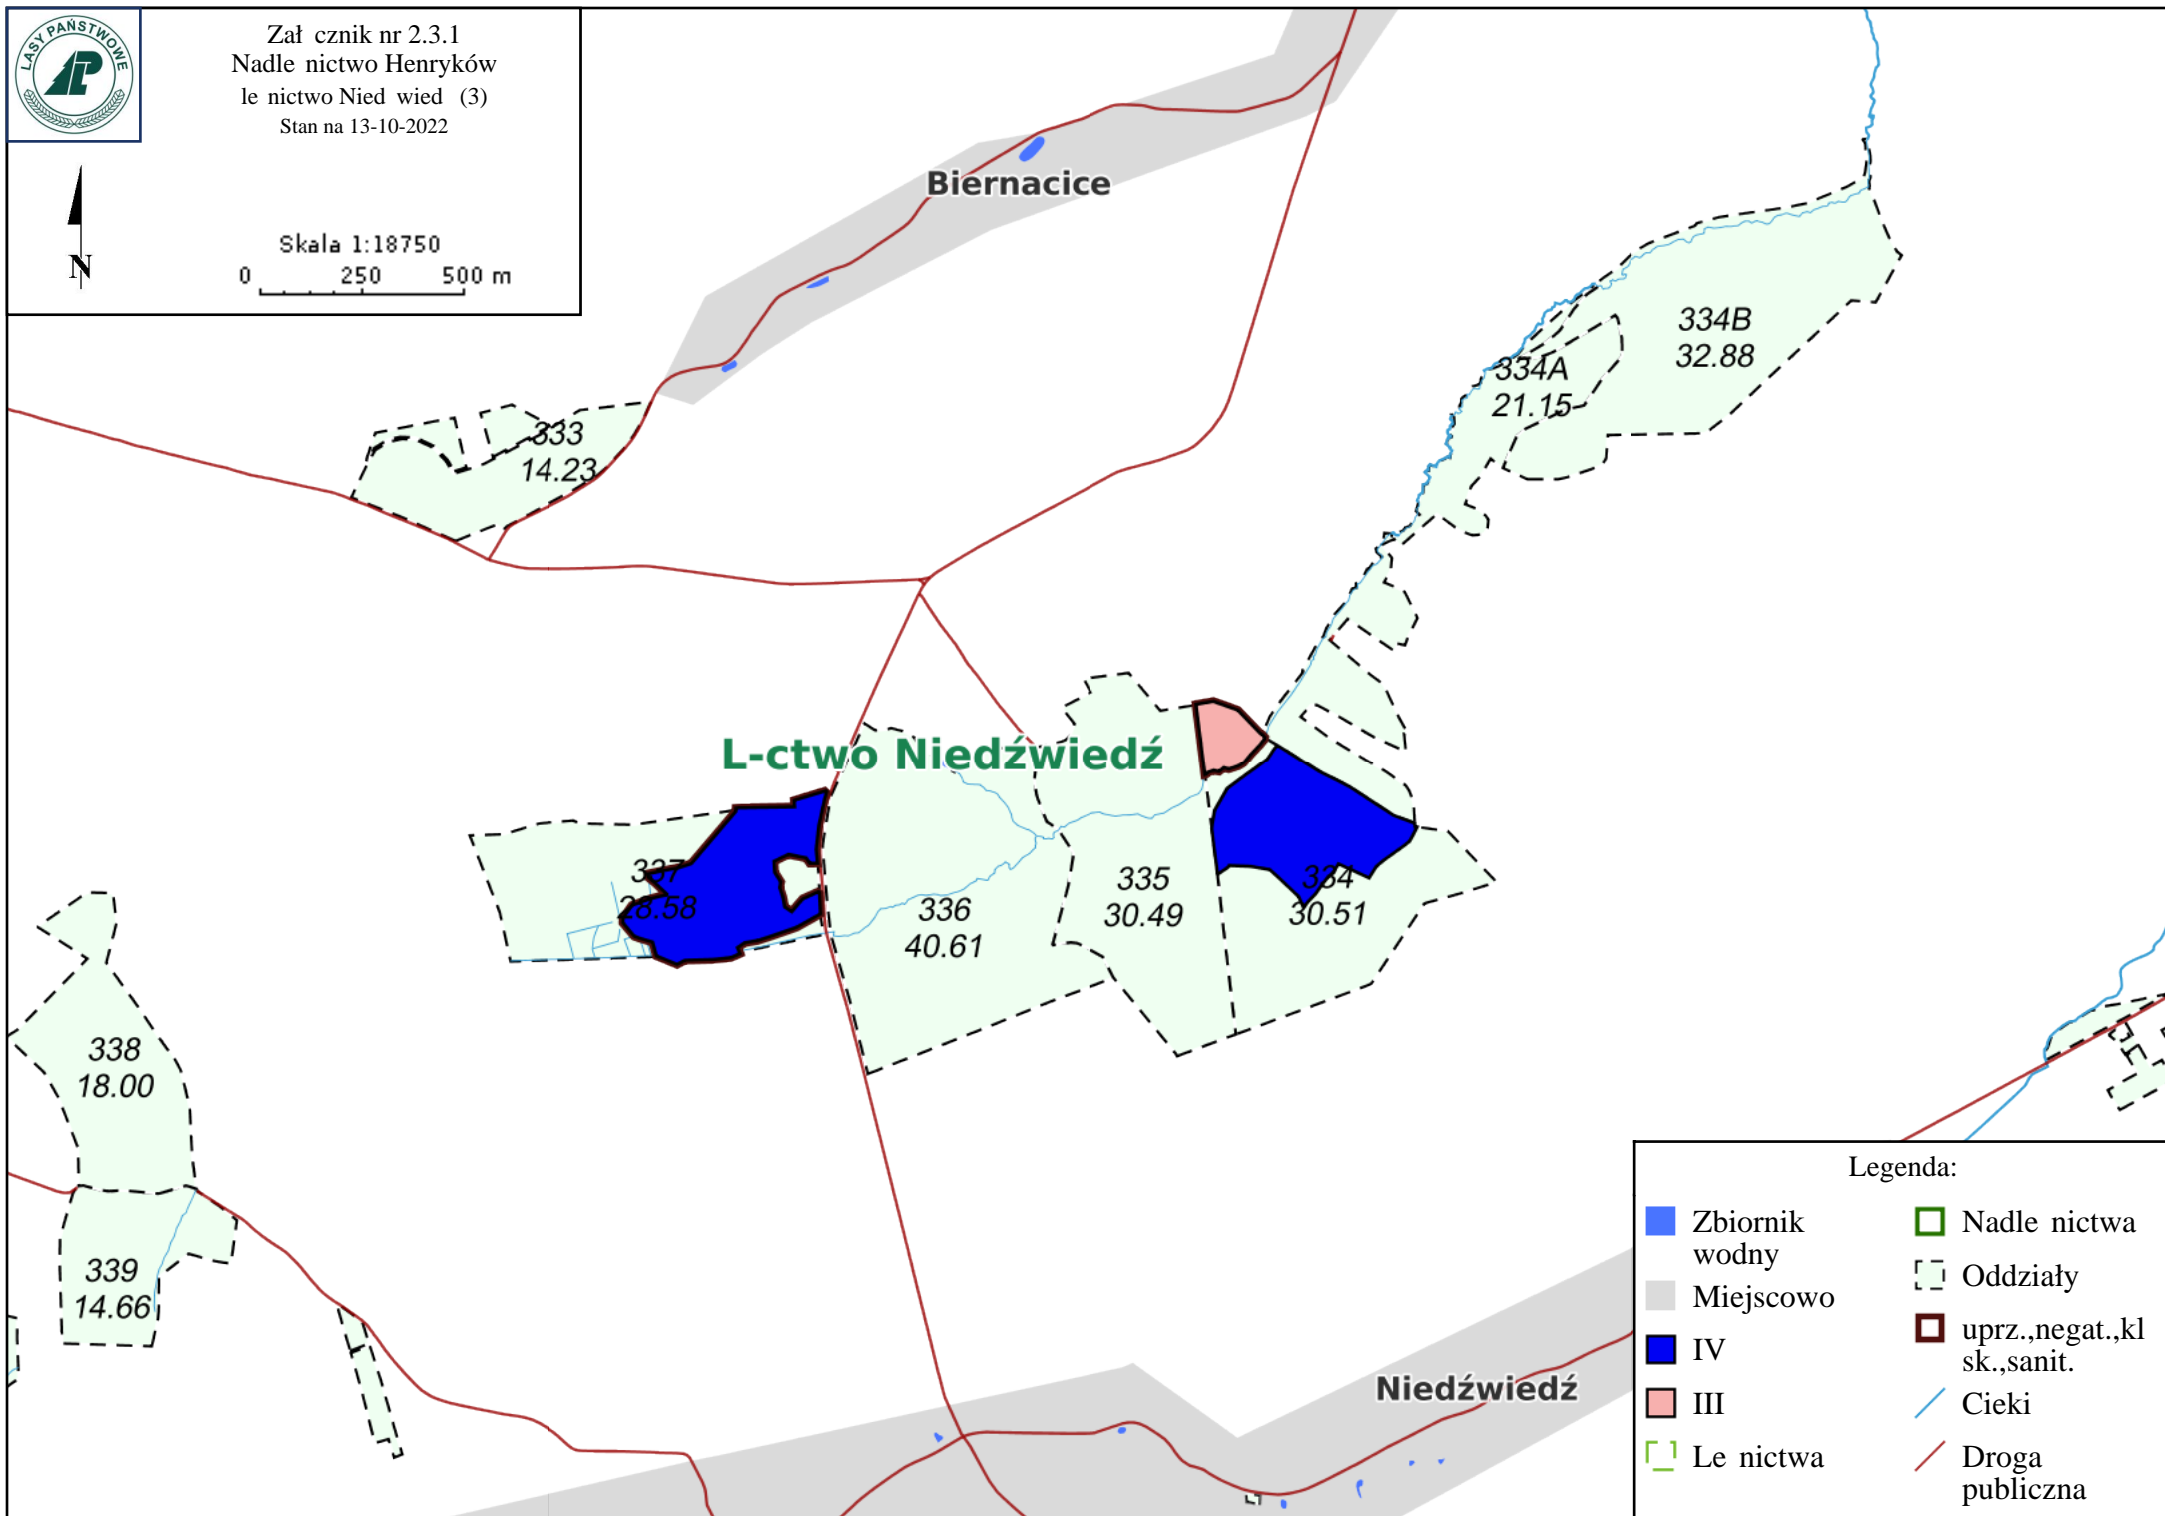 LASY PAŃSTWOWE
LP
Zał cznik nr 2.3.1
Nadle nictwo Henryków
le nictwo Nied wied (3)
Stan na 13-10-2022
N
Skala 1:18750
0 250 500 m
Biernacice
334B
32.88
334A
21.15
333
14.23
L-ctwo Niedźwiedź
337
28.58
336
40.61
335
30.49
334
30.51
338
18.00
339
14.66
Niedźwiedź
Legenda:
Zbiornik
wodny
Miejscowo
IV
III
Le nictwa
Nadle nictwa
Oddziały
uprz.,negat.,kl
sk.,sanit.
Cieki
Droga
publiczna